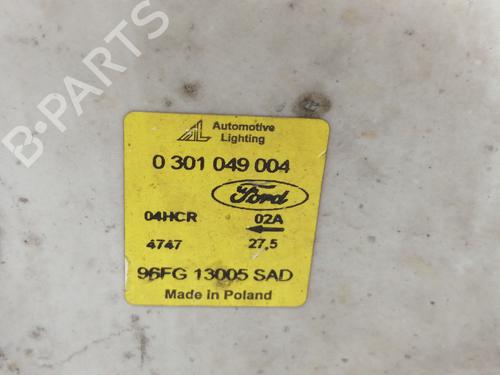 B-PARTS
Automotive
Lighting
0 301 049 004
Ford
04HCR 02A
4747 27,5
96FG 13005 SAD
Made in Poland